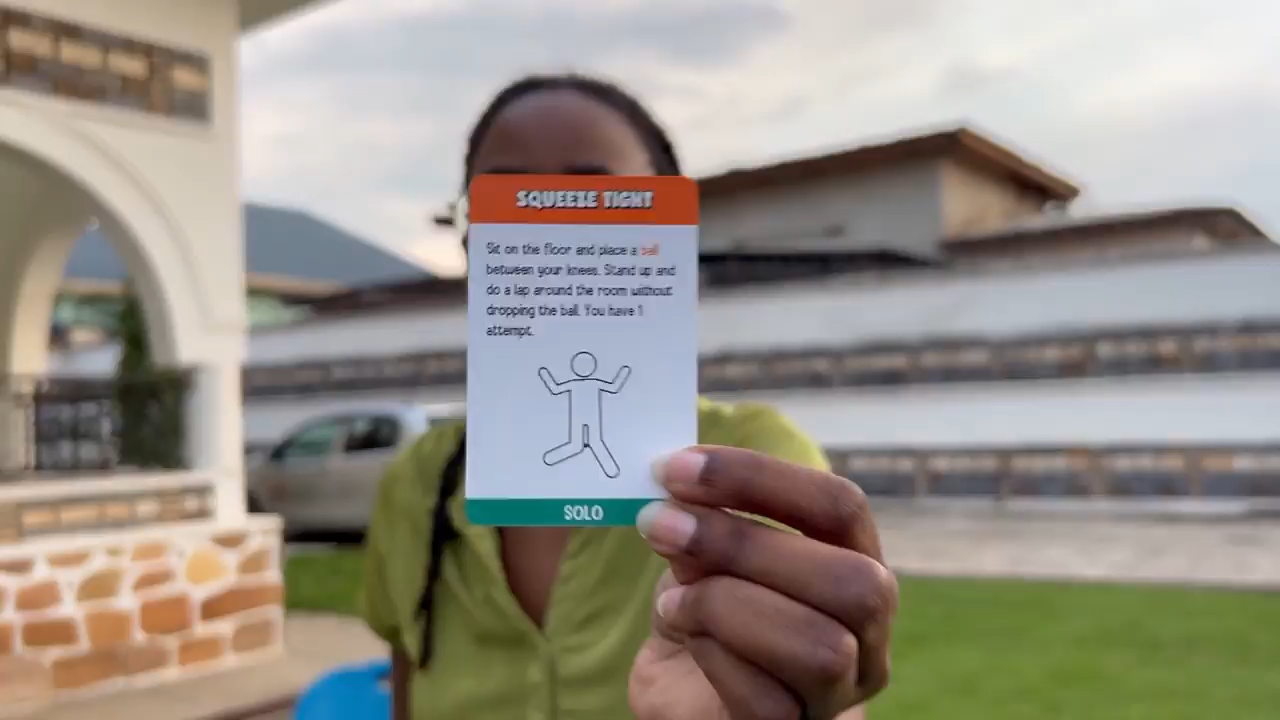 SQUEEZE TIGHT
Sit on the floor and place a ball
between your knees. Stand up and
do a lap around the room without
dropping the ball. You have 1
attempt.
SOLO